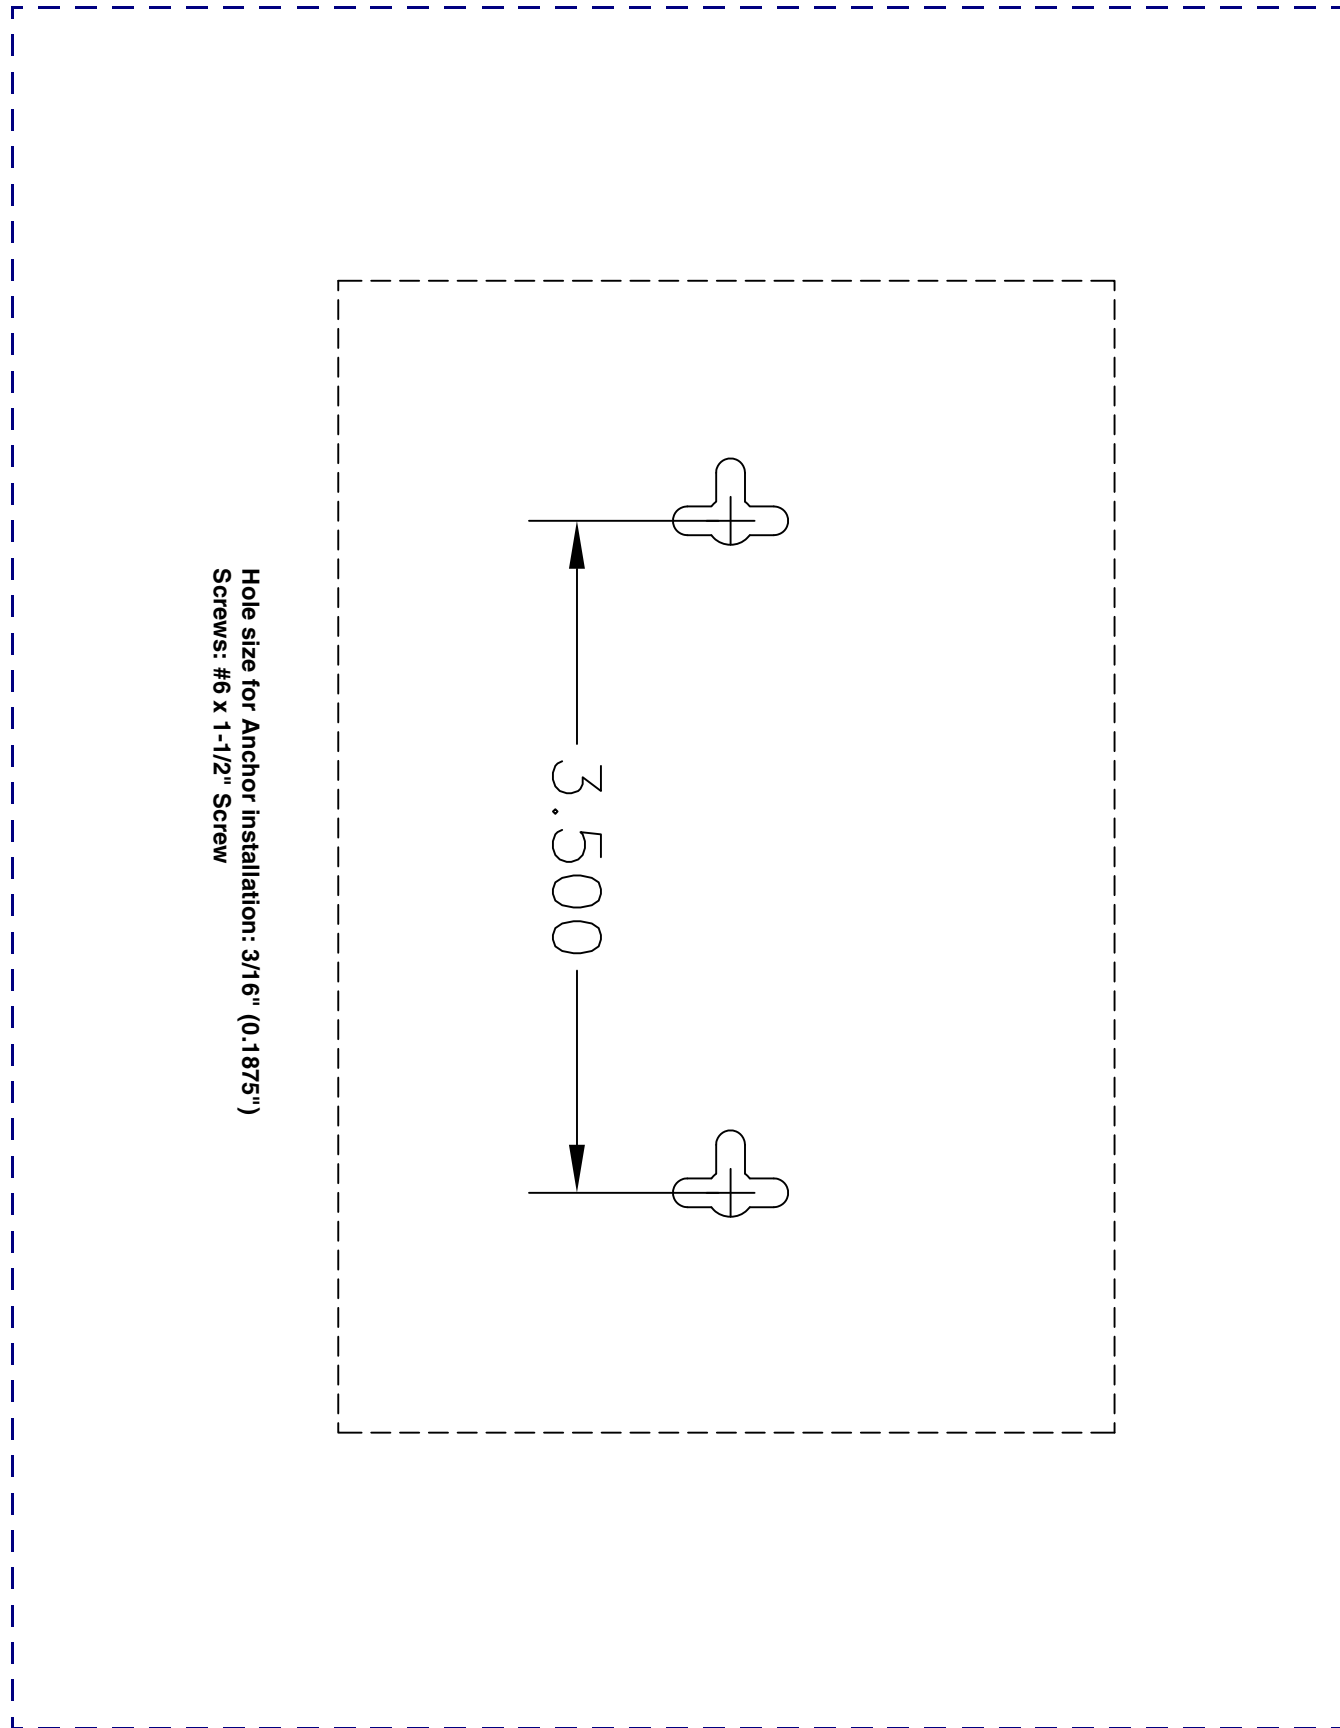 Hole size for Anchor installation: 3/16" (0.1875")
Screws: #6 x 1-1/2" Screw
3.500